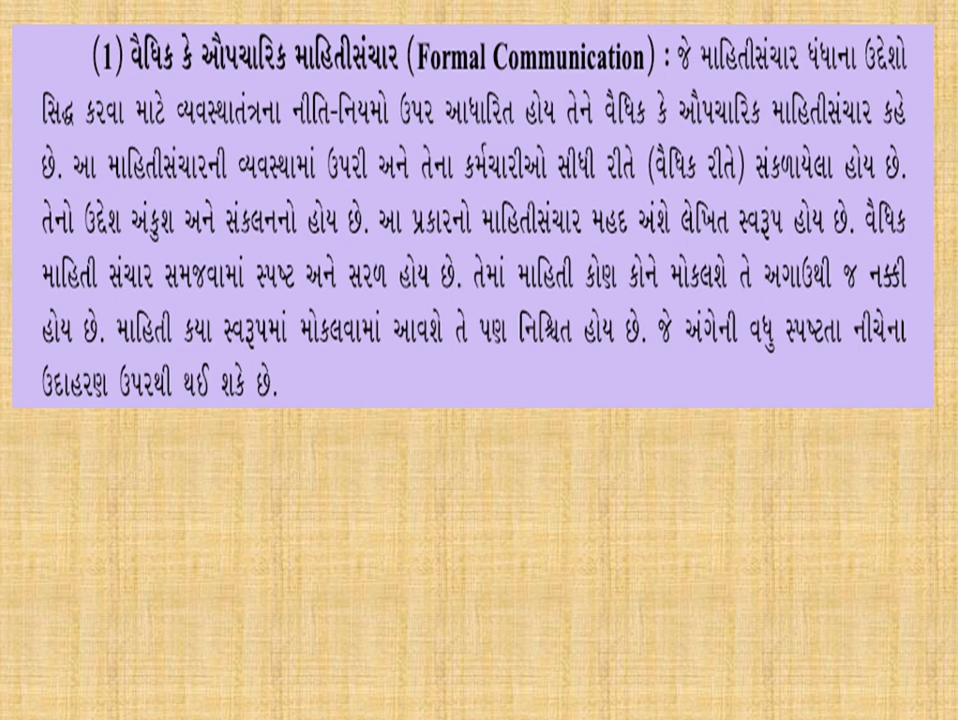 (1) વૈધિક કે ઔપચારિક માહિતીસંચાર (Formal Communication) : જે માહિતીસંચાર ધંધાના ઉદ્દેશો
સિદ્ધ કરવા માટે વ્યવસ્થાતંત્રના નીતિ-નિયમો ઉપર આધારિત હોય તેને વૈધિક કે ઔપચારિક માહિતીસંચાર કહે
છે. આ માહિતીસંચારની વ્યવસ્થામાં ઉપરી અને તેના કર્મચારીઓ સીધી રીતે (વૈધિક રીતે) સંકળાયેલા હોય છે.
તેનો ઉદ્દેશ અંકુશ અને સંકલનનો હોય છે. આ પ્રકારનો માહિતીસંચાર મહદ અંશે લેખિત સ્વરૂપ હોય છે. વૈધિક
માહિતી સંચાર સમજવામાં સ્પષ્ટ અને સરળ હોય છે. તેમાં માહિતી કોણ કોને મોકલશે તે અગાઉથી જ નક્કી
હોય છે. માહિતી કયા સ્વરૂપમાં મોકલવામાં આવશે તે પણ નિશ્ચિત હોય છે. જે અંગેની વધુ સ્પષ્ટતા નીચેના
ઉદાહરણ ઉપરથી થઈ શકે છે.